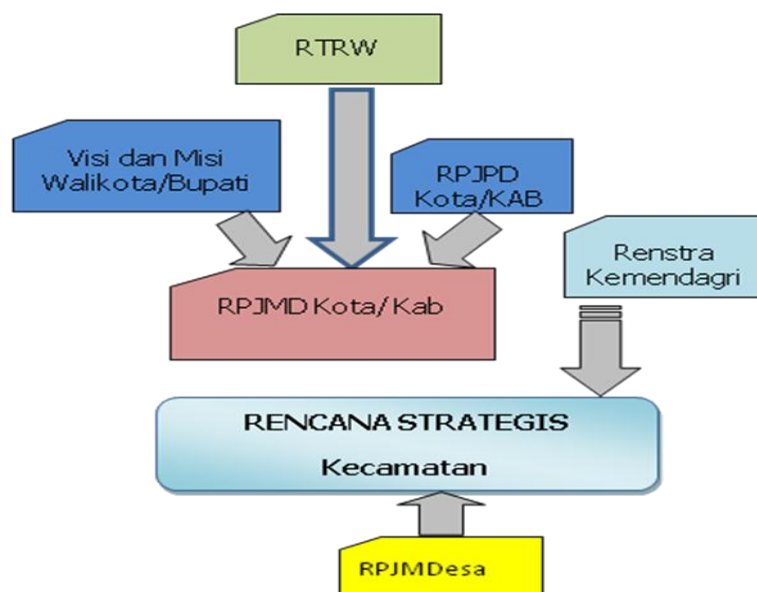 RTRW
Visi dan Misi
Walikota/Bupati
RPJPD
Kota/KAB
Renstra
Kemendagri
RPJMD Kota/ Kab
RENCANA STRATEGIS
Kecamatan
RPJMDesa